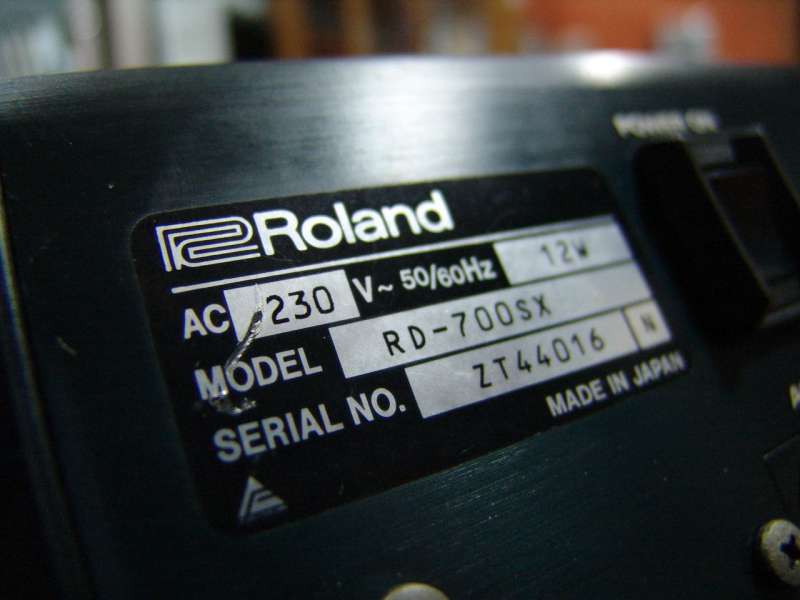 POWER ON
Roland
AC 230 V~ 50/60Hz 12W
MODEL RD-700SX
SERIAL NO. ZT44016 N
MADE IN JAPAN